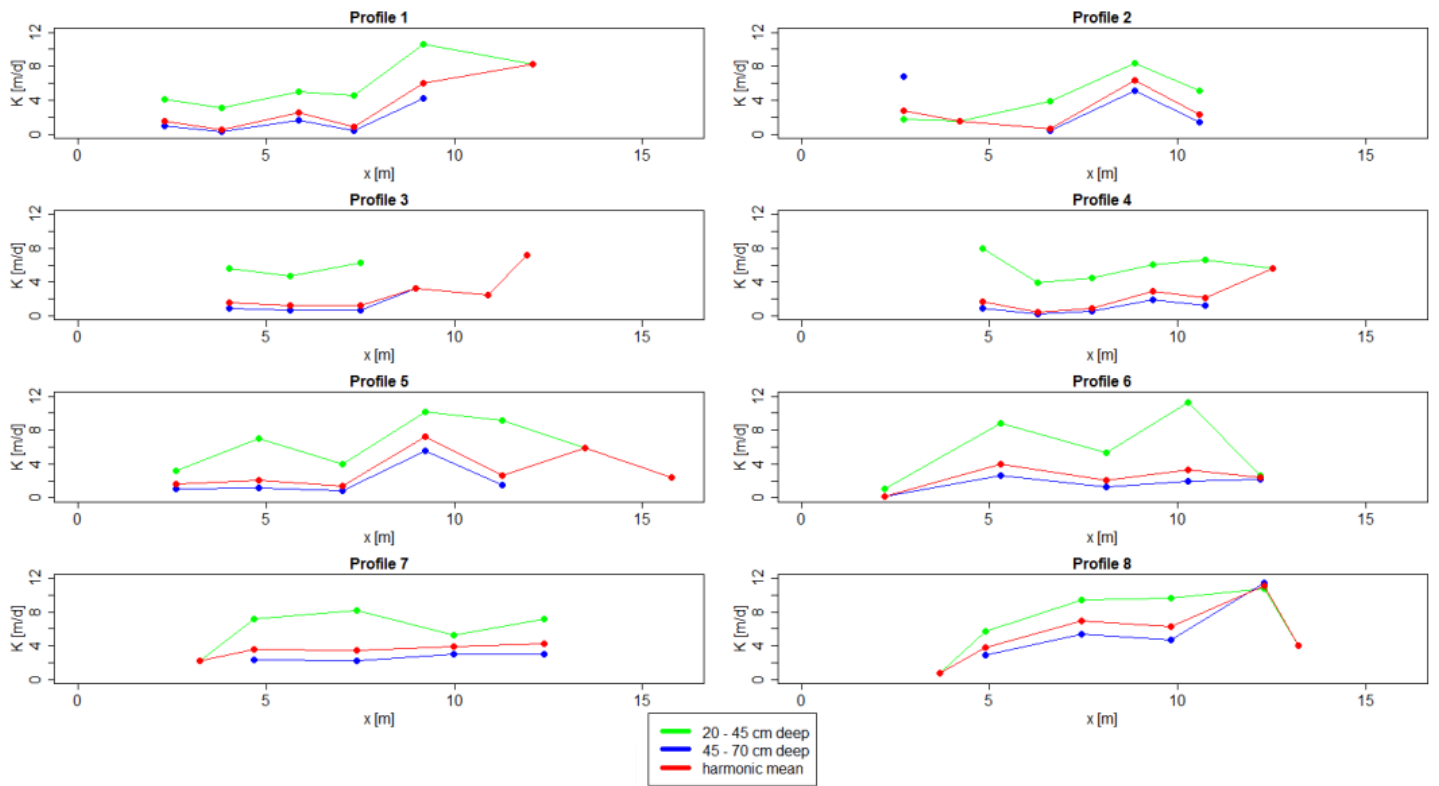 Profile 1
K [m/d]
0 4 8 12
0 5 10 15
x [m]
Profile 2
K [m/d]
0 4 8 12
0 5 10 15
x [m]
Profile 3
K [m/d]
0 4 8 12
0 5 10 15
x [m]
Profile 4
K [m/d]
0 4 8 12
0 5 10 15
x [m]
Profile 5
K [m/d]
0 4 8 12
0 5 10 15
x [m]
Profile 6
K [m/d]
0 4 8 12
0 5 10 15
x [m]
Profile 7
K [m/d]
0 4 8 12
0 5 10 15
x [m]
Profile 8
K [m/d]
0 4 8 12
0 5 10 15
x [m]
20 - 45 cm deep
45 - 70 cm deep
harmonic mean